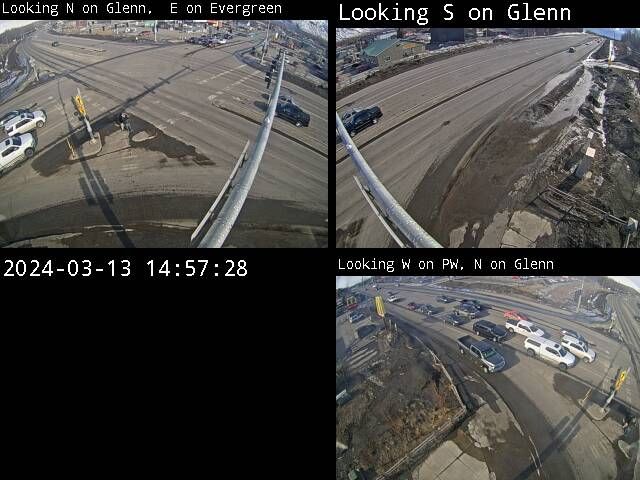 Looking N on Glenn,  E on Evergreen
Looking S on Glenn
2024-03-13 14:57:28
Looking W on PW, N on Glenn